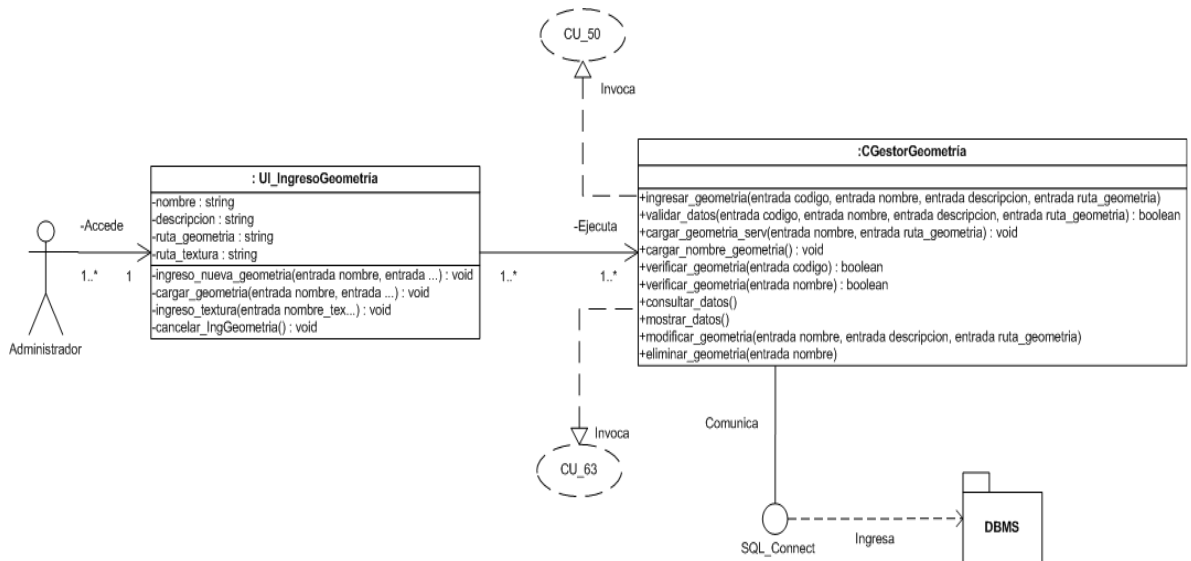 CU_50
Invoca
:CGestorGeometría
+ingresar_geometria(entrada codigo, entrada nombre, entrada descripcion, entrada ruta_geometria)
+validar_datos(entrada codigo, entrada nombre, entrada descripcion, entrada ruta_geometria) : boolean
+cargar_geometria_serv(entrada nombre, entrada ruta_geometria) : void
+cargar_nombre_geometria() : void
+verificar_geometria(entrada codigo) : boolean
+verificar_geometria(entrada nombre) : boolean
+consultar_datos()
+mostrar_datos()
+modificar_geometria(entrada nombre, entrada descripcion, entrada ruta_geometria)
+eliminar_geometria(entrada nombre)
: UI_IngresoGeometría
-nombre : string
-descripcion : string
-ruta_geometria : string
-ruta_textura : string
-ingreso_nueva_geometria(entrada nombre, entrada ...) : void
-cargar_geometria(entrada nombre, entrada ...) : void
-ingreso_textura(entrada nombre_tex...) : void
-cancelar_IngGeometria() : void
-Accede
1..*
1
-Ejecuta
1..*
1..*
Administrador
Invoca
CU_63
Comunica
SQL_Connect
Ingresa
DBMS